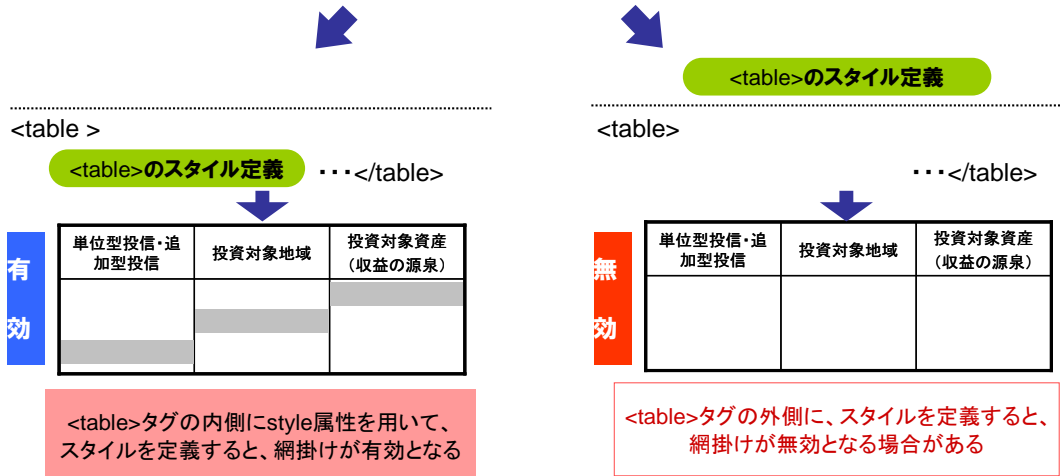 <table >
<table>のスタイル定義
・・・</table>
有効
単位型投信・追
加型投信
投資対象地域
投資対象資産
(収益の源泉)
<table>タグの内側にstyle属性を用いて、
スタイルを定義すると、網掛けが有効となる
<table>のスタイル定義
<table>
・・・</table>
無効
単位型投信・追
加型投信
投資対象地域
投資対象資産
(収益の源泉)
<table>タグの外側に、スタイルを定義すると、
網掛けが無効となる場合がある